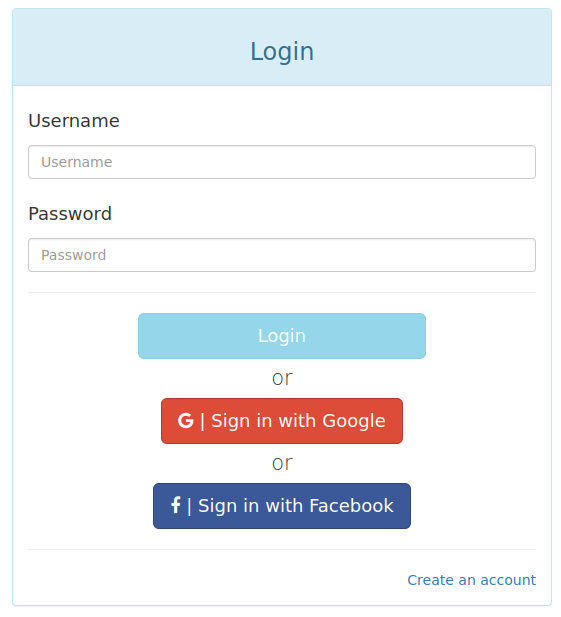 Login
Username
Username
Password
Password
Login
or
G | Sign in with Google
or
f | Sign in with Facebook
Create an account